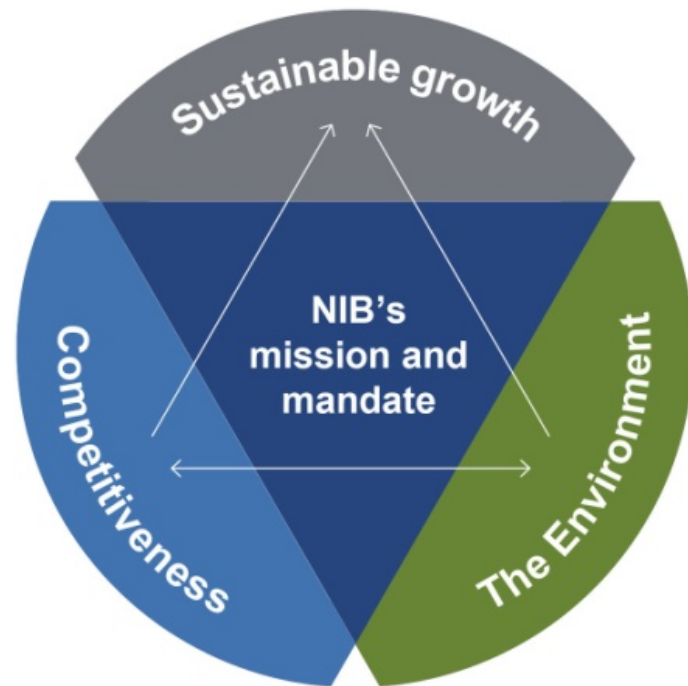 Sustainable growth
NIB's
mission and
mandate
Competitiveness
The Environment